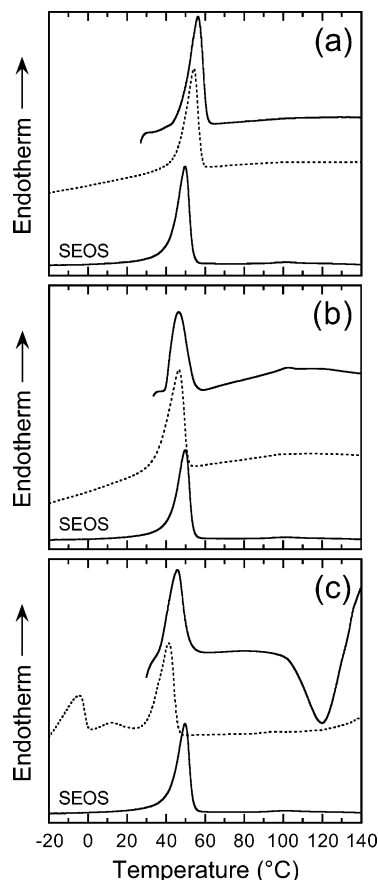 (a)
Endotherm
SEOS
(b)
Endotherm
SEOS
(c)
Endotherm
SEOS
-20 0 20 40 60 80 100 120 140
Temperature (°C)